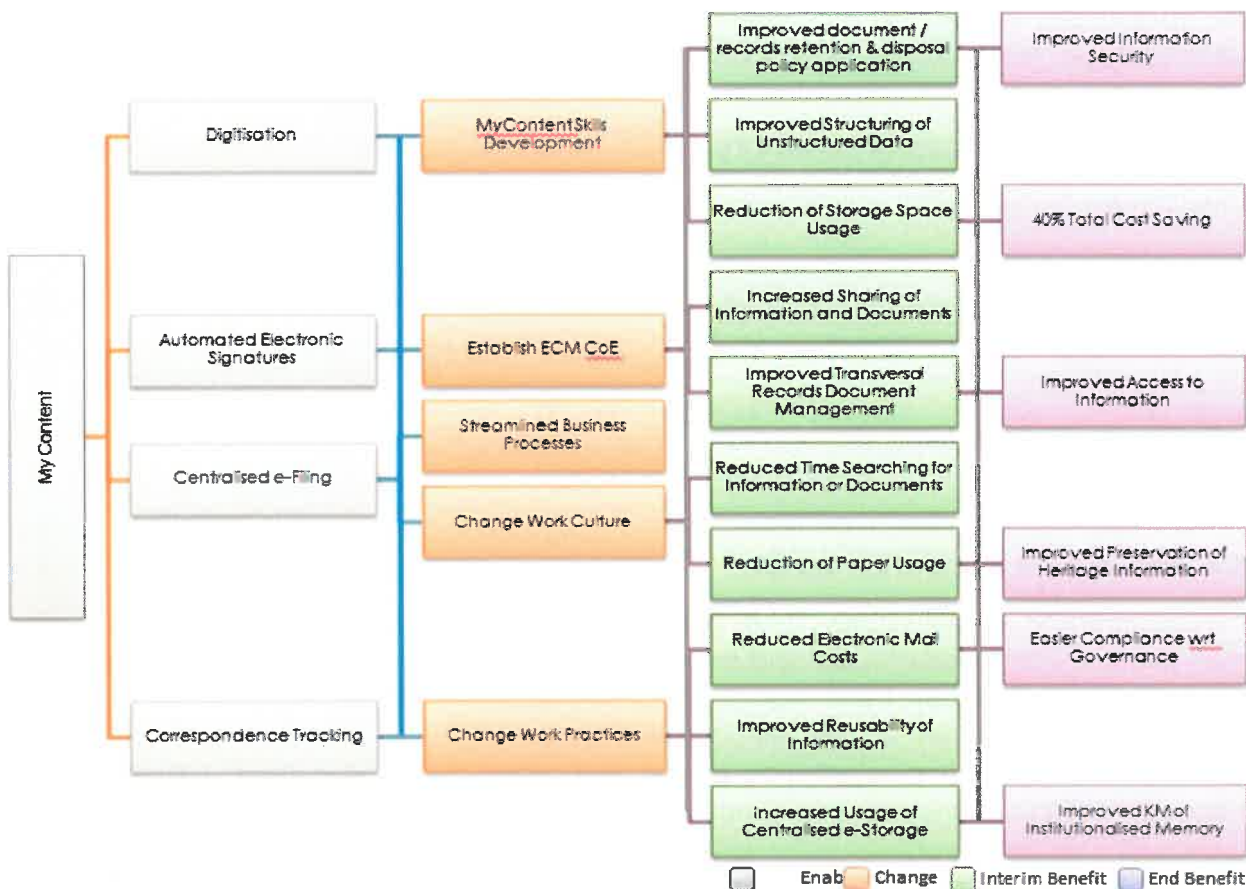 My Content
Digitisation
Automated Electronic
Signatures
Centralised e-Filing
Correspondence Tracking
MyContent Skills
Development
Establish ECM CoE
Streamlined Business
Processes
Change Work Culture
Change Work Practices
Improved document /
records retention & disposal
policy application
Improved Structuring of
Unstructured Data
Reduction of Storage Space
Usage
Increased Sharing of
Information and Documents
Improved Transversal
Records Document
Management
Reduced Time Searching for
Information or Documents
Reduction of Paper Usage
Reduced Electronic Mail
Costs
Improved Reusability of
Information
Increased Usage of
Centralised e-Storage
Improved Information
Security
40% Total Cost Saving
Improved Access to
Information
Improved Preservation of
Heritage Information
Easier Compliance wrt
Governance
Improved KM of
Institutionalised Memory
Enab Change Interim Benefit End Benefit